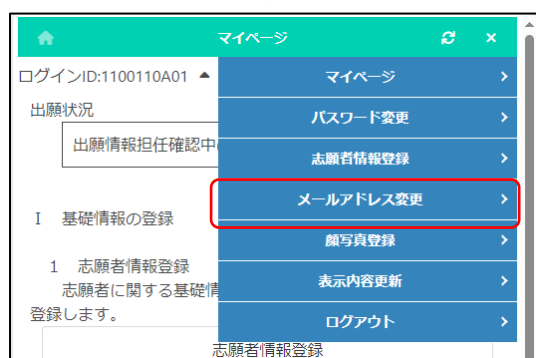 マイページ
ログインID:1100110A01 ▲
マイページ
出願状況
パスワード変更
出願情報担任確認中
志願者情報登録
メールアドレス変更
Ⅰ 基礎情報の登録
顔写真登録
1 志願者情報登録
表示内容更新
志願者に関する基礎情
登録します。
ログアウト
志願者情報登録